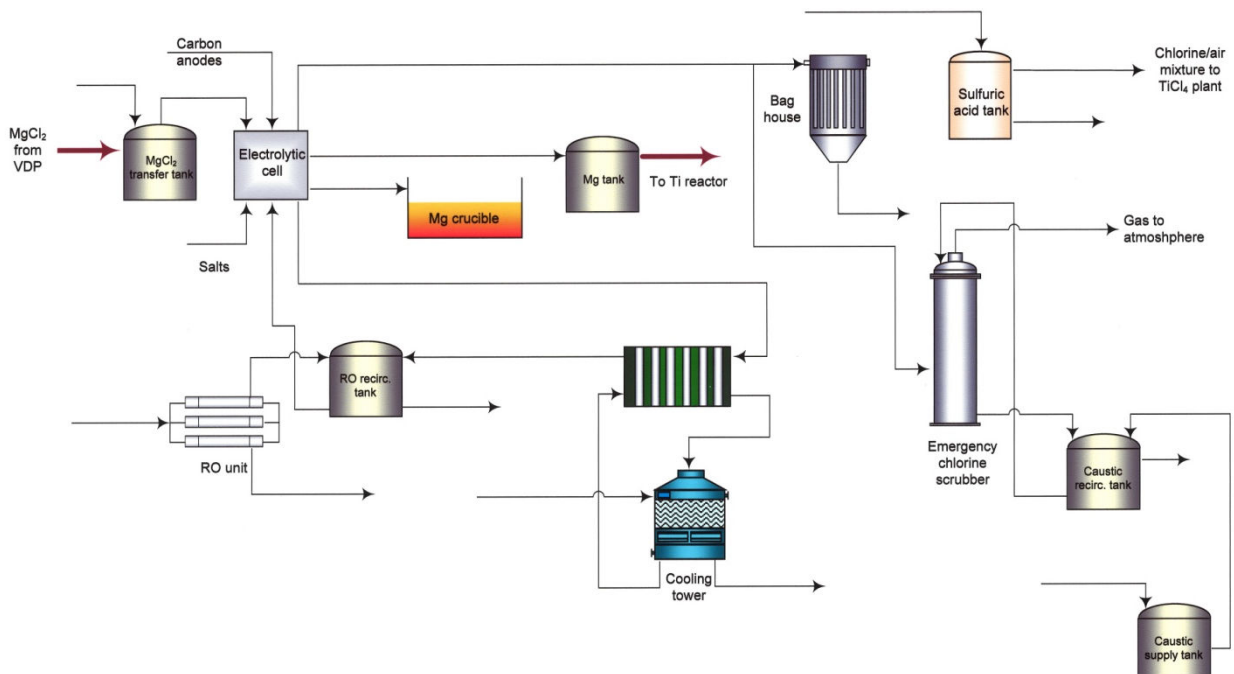 Carbon
anodes
MgCl₂
from
VDP
MgCl₂
transfer tank
Electrolytic
cell
Salts
Mg crucible
Mg tank
To Ti reactor
Bag
house
Sulfuric
acid tank
Chlorine/air
mixture to
TiCl₄ plant
Gas to
atmoshphere
RO recirc.
tank
RO unit
Cooling
tower
Emergency
chlorine
scrubber
Caustic
recirc. tank
Caustic
supply tank